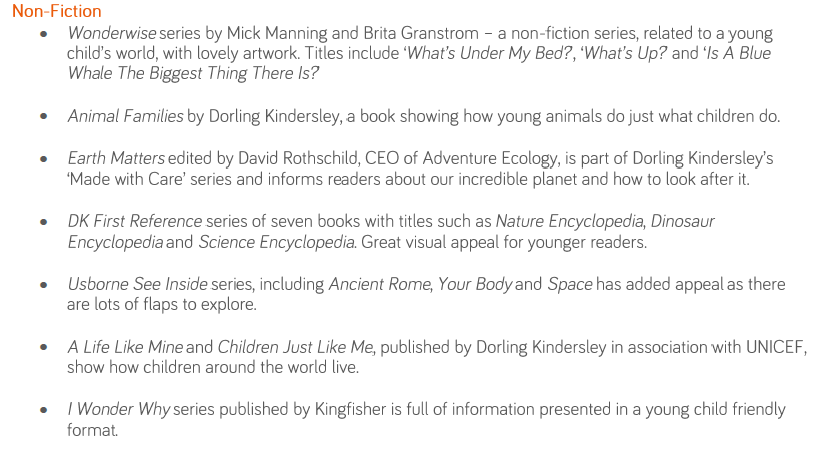 Non-Fiction
• Wonderwise series by Mick Manning and Brita Granstrom – a non-fiction series, related to a young
child's world, with lovely artwork. Titles include ‘What's Under My Bed?’, ‘What's Up?’ and ‘Is A Blue
Whale The Biggest Thing There Is?’
• Animal Families by Dorling Kindersley, a book showing how young animals do just what children do.
• Earth Matters edited by David Rothschild, CEO of Adventure Ecology, is part of Dorling Kindersley's
‘Made with Care’ series and informs readers about our incredible planet and how to look after it.
• DK First Reference series of seven books with titles such as Nature Encyclopedia, Dinosaur
Encyclopedia and Science Encyclopedia. Great visual appeal for younger readers.
• Usborne See Inside series, including Ancient Rome, Your Body and Space has added appeal as there
are lots of flaps to explore.
• A Life Like Mine and Children Just Like Me, published by Dorling Kindersley in association with UNICEF,
show how children around the world live.
• I Wonder Why series published by Kingfisher is full of information presented in a young child friendly
format.